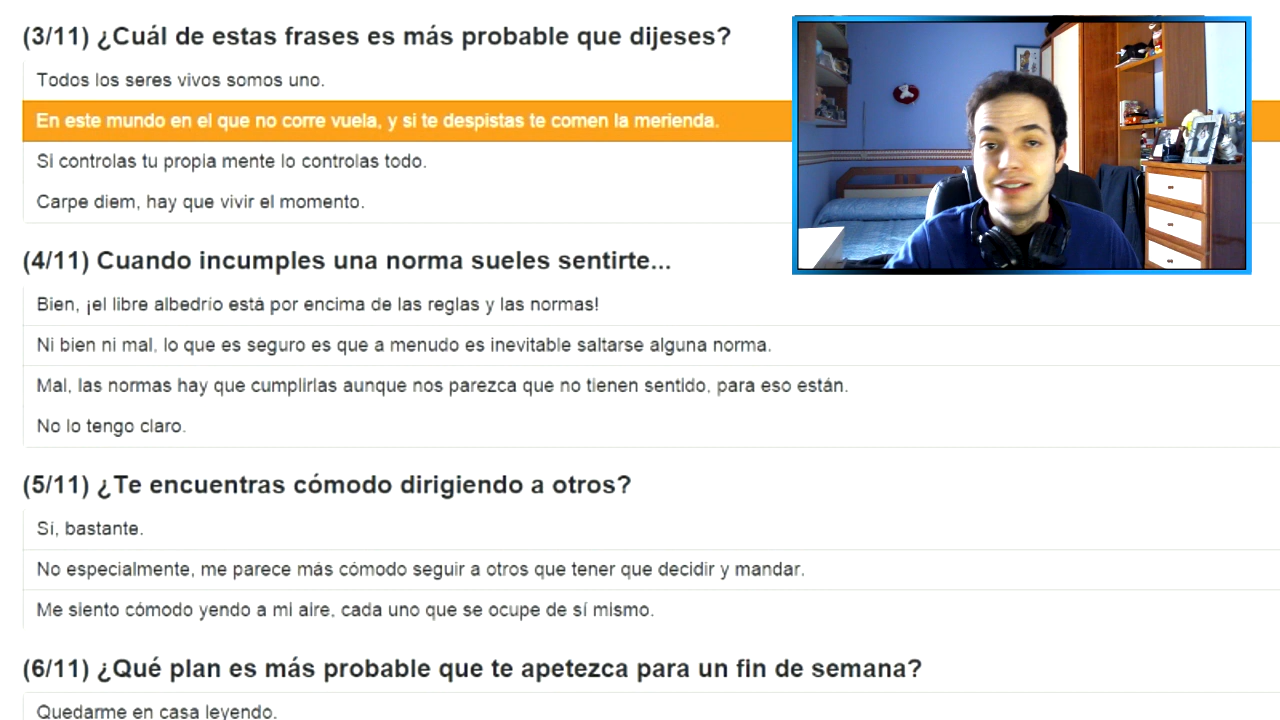 (3/11) ¿Cuál de estas frases es más probable que dijeses?
Todos los seres vivos somos uno.
En este mundo en el que no corre vuela, y si te despistas te comen la merienda.
Si controlas tu propia mente lo controlas todo.
Carpe diem, hay que vivir el momento.
(4/11) Cuando incumples una norma sueles sentirte...
Bien, ¡el libre albedrío está por encima de las reglas y las normas!
Ni bien ni mal, lo que es seguro es que a menudo es inevitable saltarse alguna norma.
Mal, las normas hay que cumplirlas aunque nos parezca que no tienen sentido, para eso están.
No lo tengo claro.
(5/11) ¿Te encuentras cómodo dirigiendo a otros?
Sí, bastante.
No especialmente, me parece más cómodo seguir a otros que tener que decidir y mandar.
Me siento cómodo yendo a mi aire, cada uno que se ocupe de sí mismo.
(6/11) ¿Qué plan es más probable que te apetezca para un fin de semana?
Quedarme en casa leyendo.